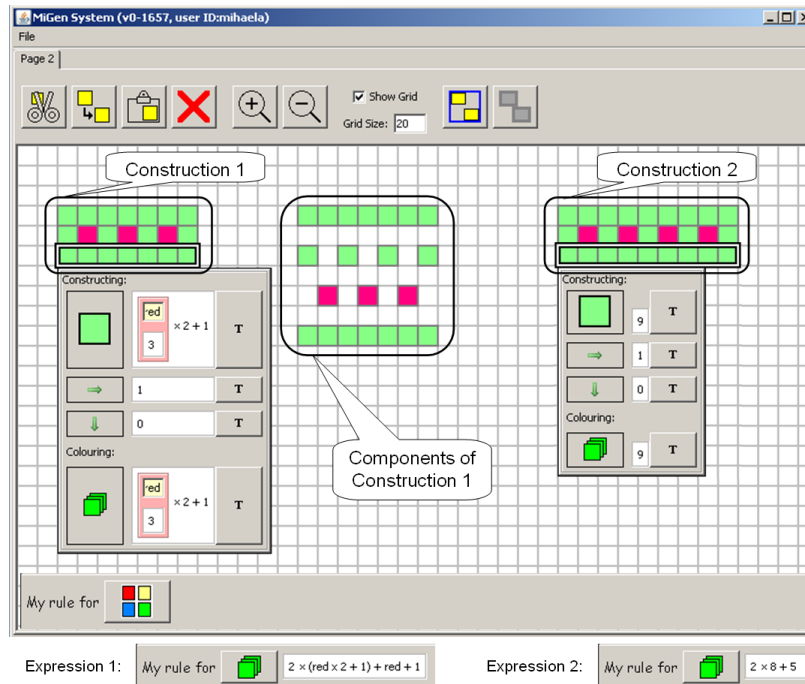 MiGen System (v0-1657, user ID:mihaela)
File
Page 2
Show Grid
Grid Size: 20
Construction 1
Construction 2
Constructing:
red
3
× 2 + 1
T
1
T
0
T
Colouring:
red
3
× 2 + 1
T
Components of
Construction 1
Constructing:
9
T
1
T
0
T
Colouring:
9
T
My rule for
Expression 1: My rule for 2 × (red x 2 + 1) + red + 1
Expression 2: My rule for 2 × 8 + 5